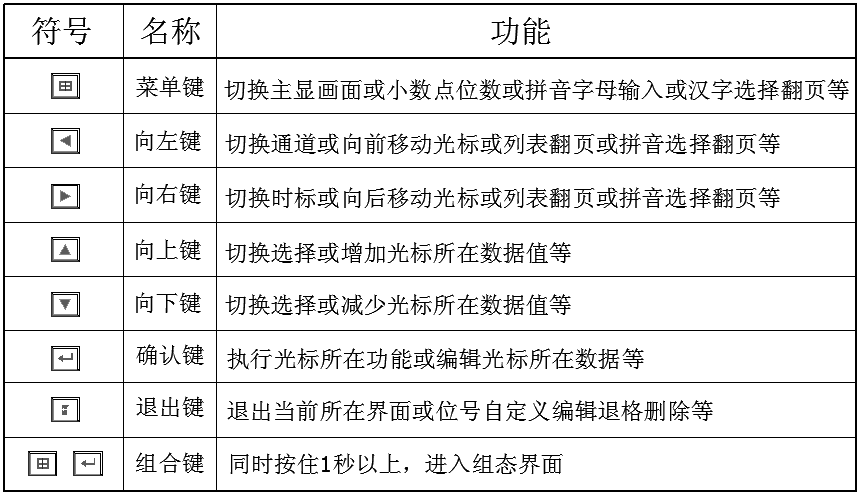 符号 名称 功能
菜单键 切换主显画面或小数点位数或拼音字母输入或汉字选择翻页等
向左键 切换通道或向前移动光标或列表翻页或拼音选择翻页等
向右键 切换时标或向后移动光标或列表翻页或拼音选择翻页等
向上键 切换选择或增加光标所在数据值等
向下键 切换选择或减少光标所在数据值等
确认键 执行光标所在功能或编辑光标所在数据等
退出键 退出当前所在界面或位号自定义编辑退格删除等
组合键 同时按住1秒以上，进入组态界面